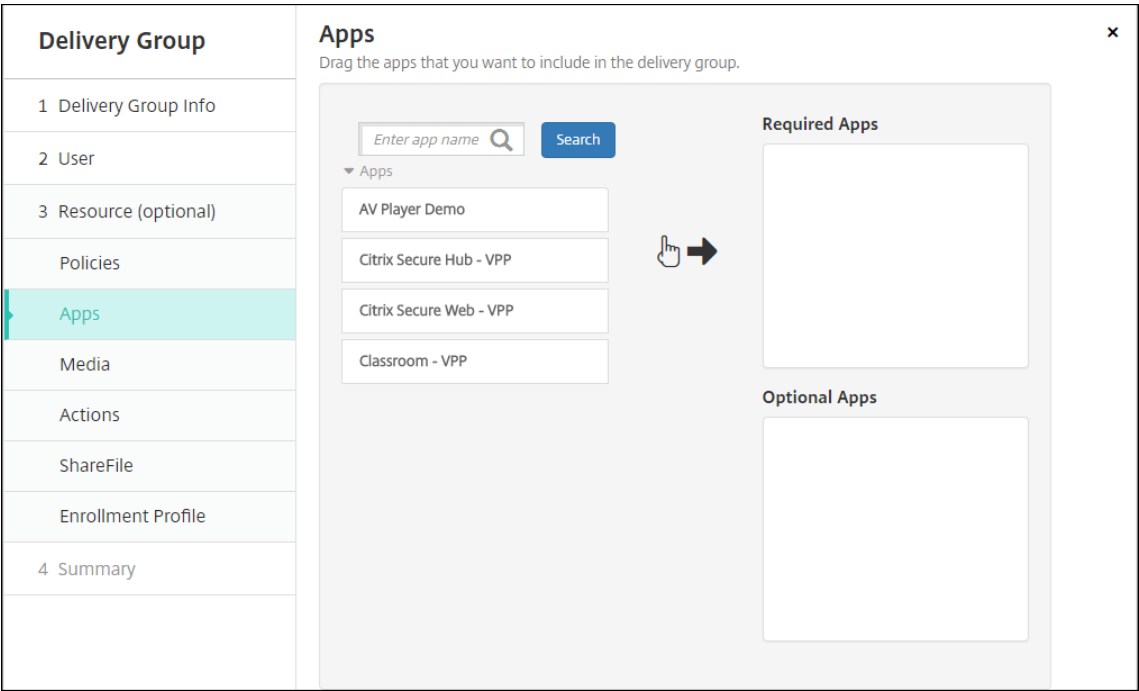 Delivery Group
1 Delivery Group Info
2 User
3 Resource (optional)
Policies
Apps
Media
Actions
ShareFile
Enrollment Profile
4 Summary
Apps
×
Drag the apps that you want to include in the delivery group.
Enter app name
Search
Apps
AV Player Demo
Citrix Secure Hub - VPP
Citrix Secure Web - VPP
Classroom - VPP
Required Apps
Optional Apps